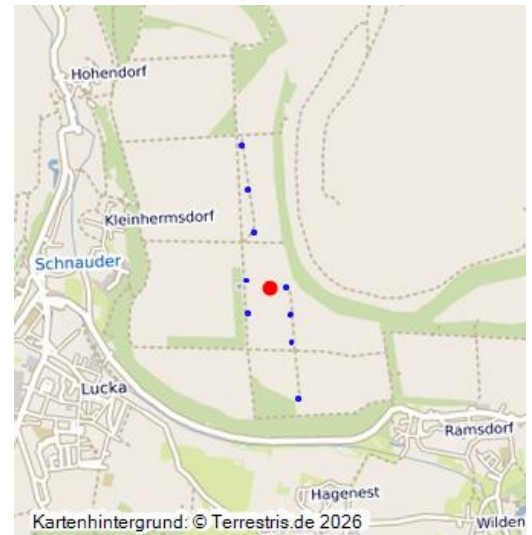 Hohendorf
Kleinhermsdorf
Schnauder
Lucka
Ramsdorf
Hagenest
Wilden
Kartenhintergrund: © Terrestris.de 2026